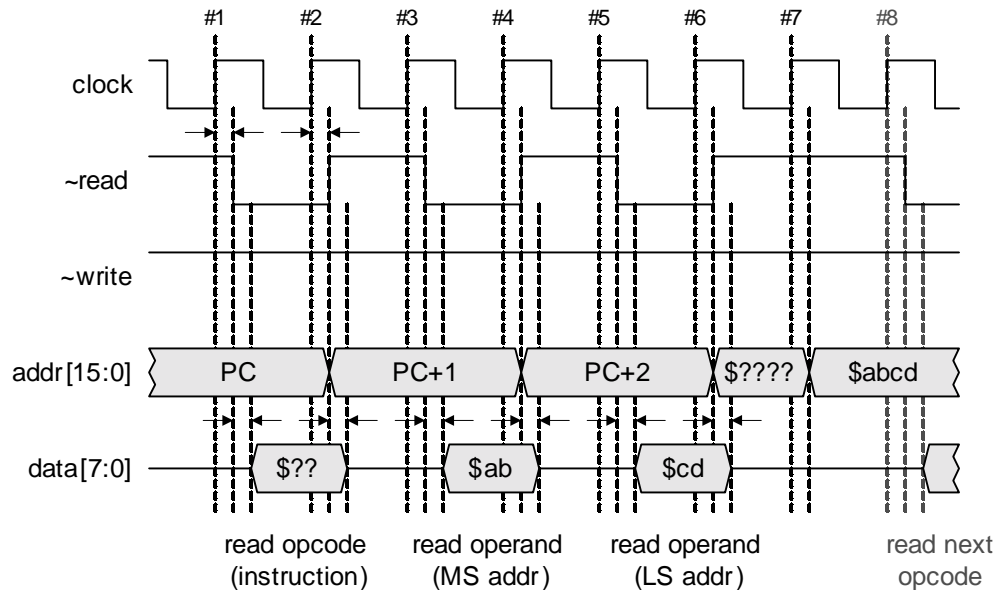 #1 #2 #3 #4 #5 #6 #7 #8
clock
~read
~write
addr[15:0] PC PC+1 PC+2 $???? $abcd
data[7:0] $?? $ab $cd
read opcode read operand read operand read next
(instruction) (MS addr) (LS addr) opcode